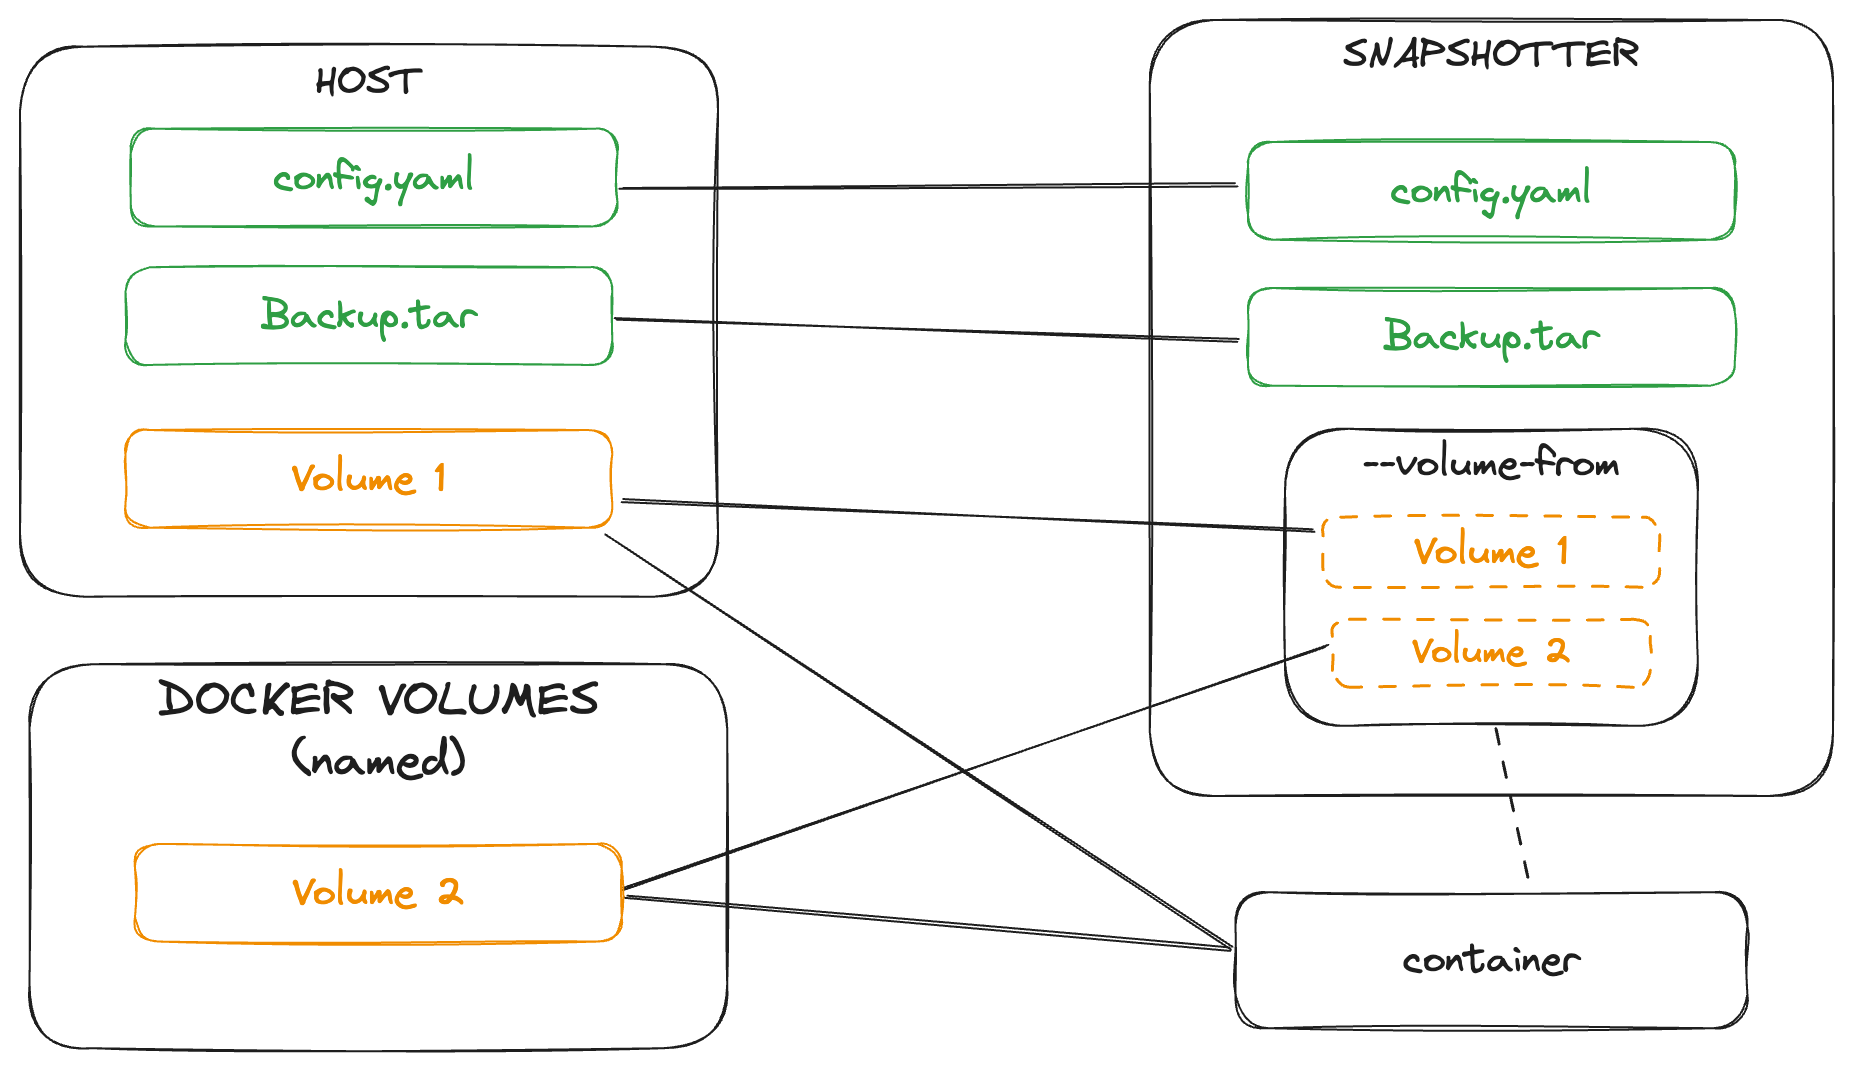 HOST
config.yaml
Backup.tar
Volume 1
DOCKER VOLUMES
(named)
Volume 2
SNAPSHOTTER
config.yaml
Backup.tar
--volume-from
Volume 1
Volume 2
container